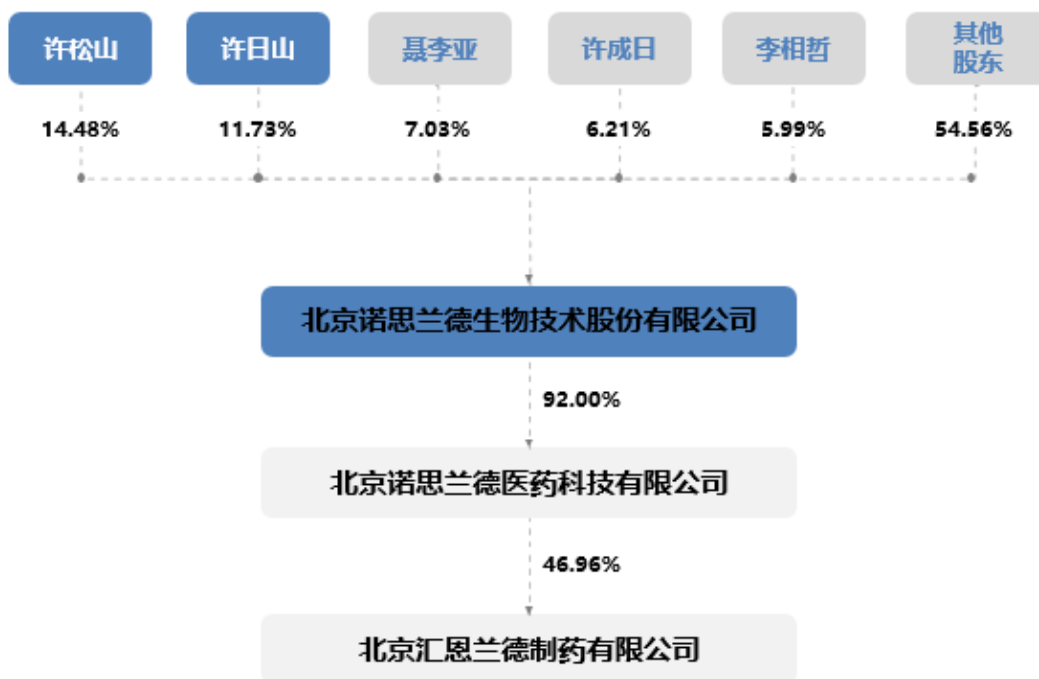 许松山
许日山
聂李亚
许成日
李相哲
其他
股东
14.48%
11.73%
7.03%
6.21%
5.99%
54.56%
北京诺思兰德生物技术股份有限公司
92.00%
北京诺思兰德医药科技有限公司
46.96%
北京汇恩兰德制药有限公司